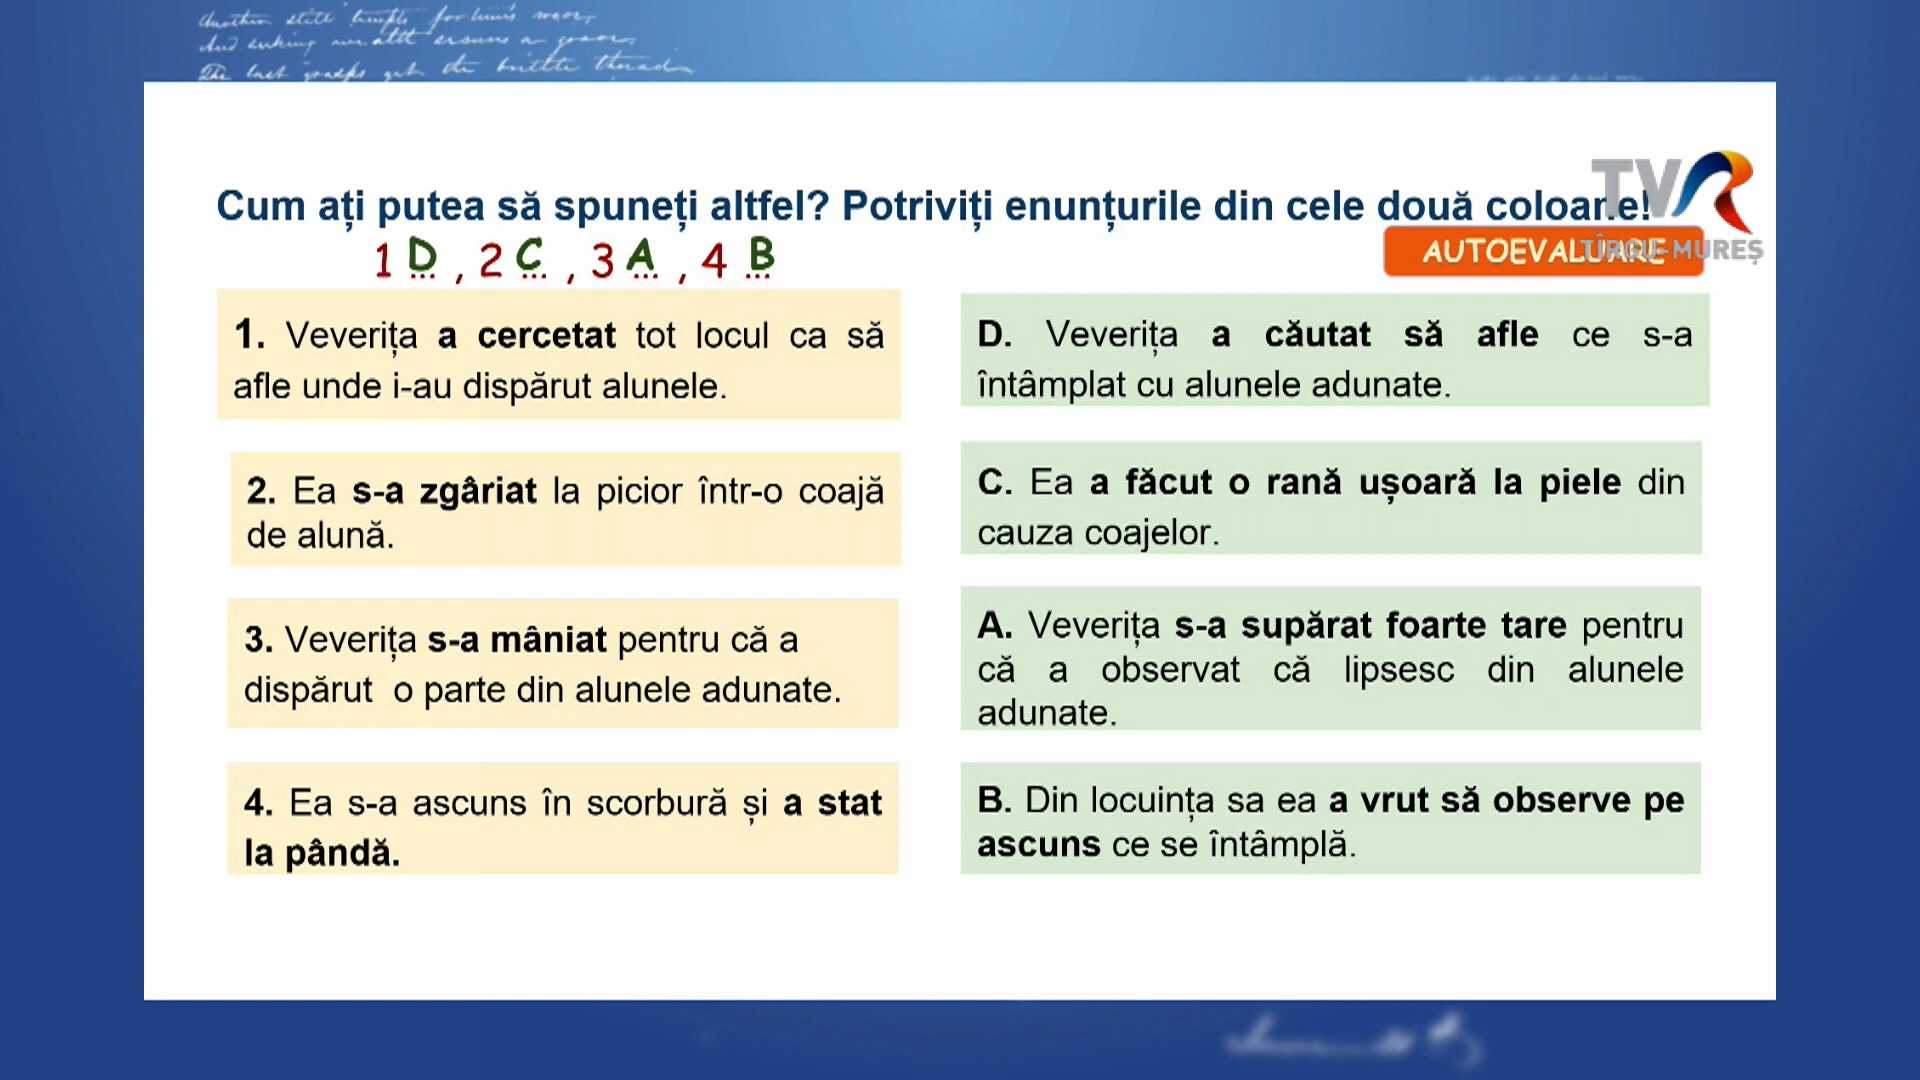 Cum ați putea să spuneți altfel? Potriviți enunțurile din cele două coloane!
TVR
TÎRGU-MUREȘ
AUTOEVALUARE
1 D , 2 C , 3 A , 4 B
1. Veverița a cercetat tot locul ca să
afle unde i-au dispărut alunele.
D. Veverița a căutat să afle ce s-a
întâmplat cu alunele adunate.
2. Ea s-a zgâriat la picior într-o coajă
de alună.
C. Ea a făcut o rană ușoară la piele din
cauza coajelor.
3. Veverița s-a mâniat pentru că a
dispărut o parte din alunele adunate.
A. Veverița s-a supărat foarte tare pentru
că a observat că lipsesc din alunele
adunate.
4. Ea s-a ascuns în scorbură și a stat
la pândă.
B. Din locuința sa ea a vrut să observe pe
ascuns ce se întâmplă.